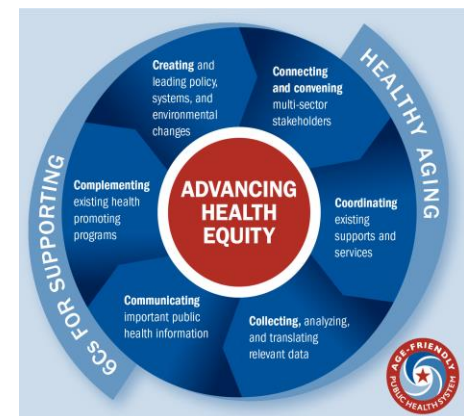 6Cs FOR SUPPORTING
HEALTHY AGING
Creating and
leading policy,
systems, and
environmental
changes
Connecting
and convening
multi-sector
stakeholders
Coordinating
existing
supports and
services
Collecting, analyzing,
and translating
relevant data
Communicating
important public
health information
Complementing
existing health
promoting
programs
ADVANCING
HEALTH
EQUITY
AGE-FRIENDLY
PUBLIC HEALTH SYSTEM